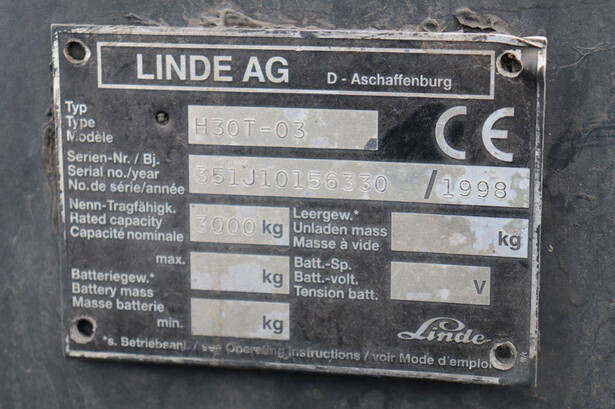 LINDE AG D - Aschaffenburg
Typ
Type H30T-03
Modèle
CE
Serien-Nr. / Bj.
Serial no./year 351J10156330 / 1998
No. de série/année
Nenn-Tragfähigk. Leergew.*
Rated capacity 3000 kg Unladen mass kg
Capacité nominale Masse à vide
max. kg Batt.-Sp.
Batteriegew.* Batt.-volt. V
Battery mass Tension batt.
Masse batterie
min. kg Linde
*s. Betriebsanl. / see Operating Instructions / voir Mode d'emploi